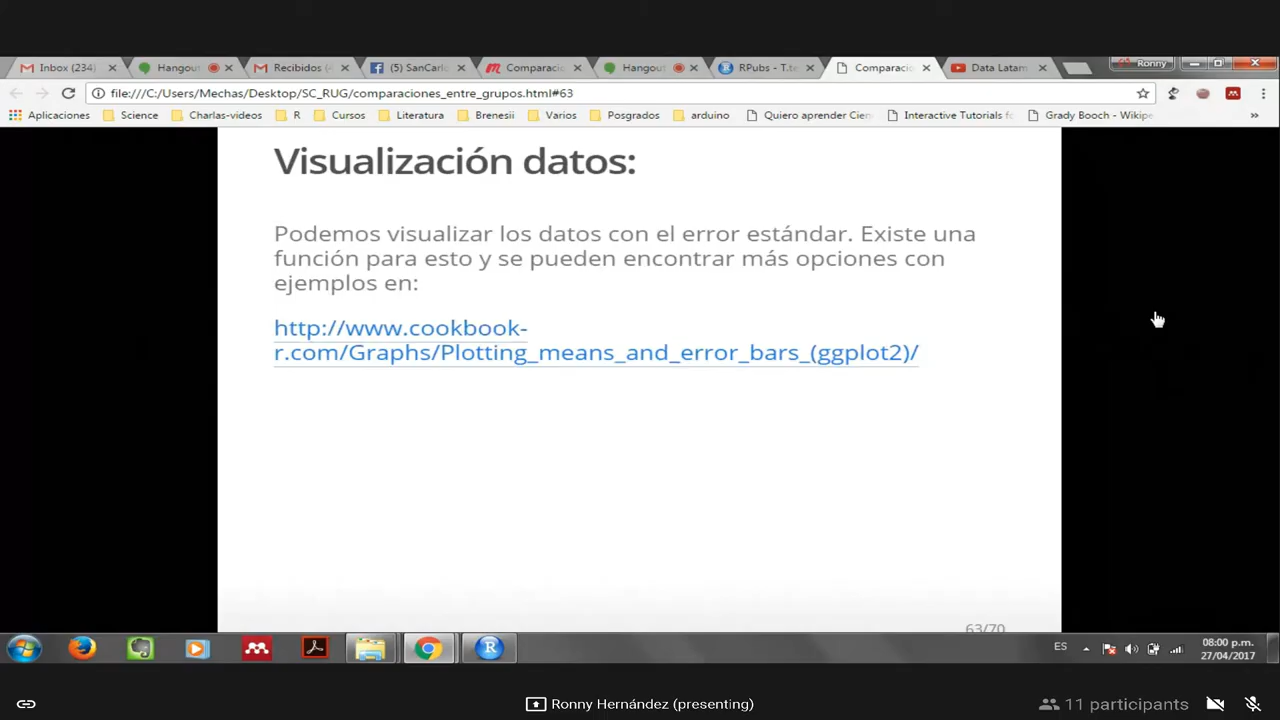 Inbox (234)
Hangou
Recibidos (
(5) SanCarl
Comparacio
Hangou
RPubs - T.te
Comparacio
Data Latam
Ronny
file:///C:/Users/Mechas/Desktop/SC_RUG/comparaciones_entre_grupos.html#63
Aplicaciones
Science
Charlas-videos
R
Cursos
Literatura
Brenesii
Varios
Posgrados
arduino
Quiero aprender Cien
Interactive Tutorials fo
Grady Booch - Wikipe
»
Visualización datos:
Podemos visualizar los datos con el error estándar. Existe una
función para esto y se pueden encontrar más opciones con
ejemplos en:
http://www.cookbook-
r.com/Graphs/Plotting_means_and_error_bars_(ggplot2)/
63/70
ES
08:00 p.m.
27/04/2017
Ronny Hernández (presenting)
11 participants